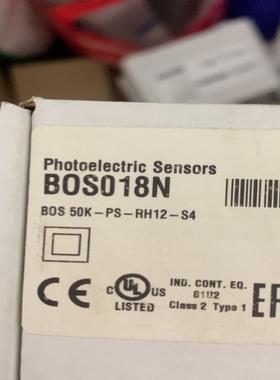 Photoelectric Sensors
BOS018N
BOS 50K-PS-RH12-S4
CE
c UL us
LISTED
IND. CONT. EQ.
81U2
Class 2 Type 1